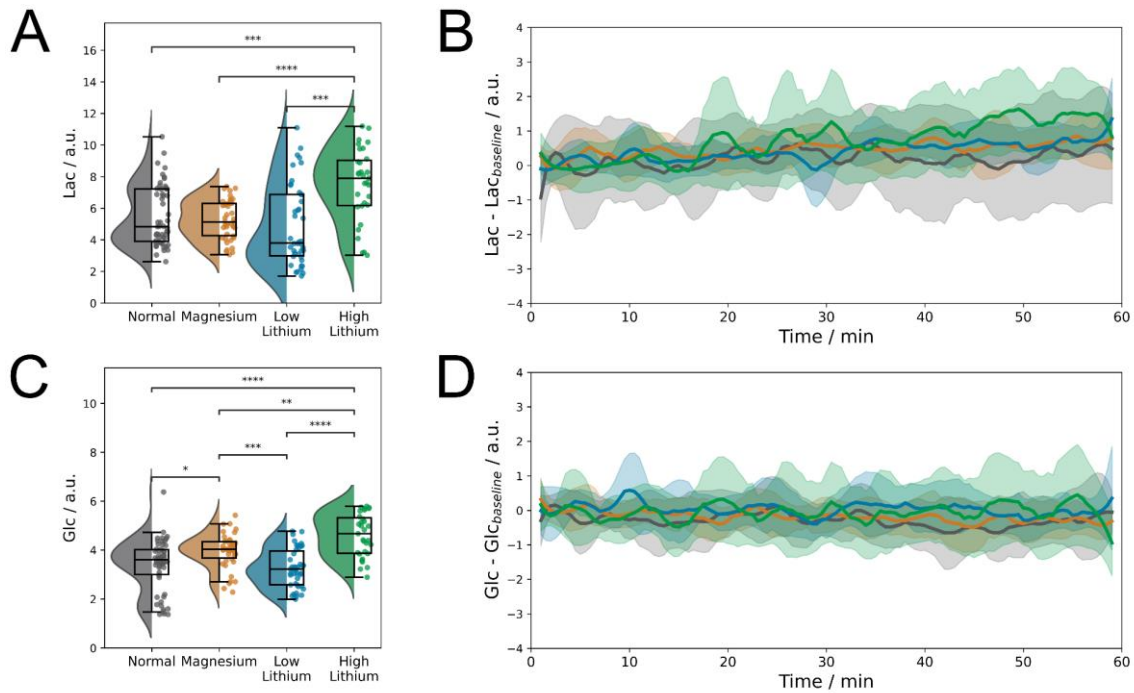 A
Lac / a.u.
16
14
12
10
8
6
4
2
0
***
****
***
Normal
Magnesium
Low
Lithium
High
Lithium
B
Lac - Lac_baseline / a.u.
4
3
2
1
0
−1
−2
−3
−4
0
10
20
30
40
50
60
Time / min
C
Glc / a.u.
10
8
6
4
2
0
****
**
****
***
*
Normal
Magnesium
Low
Lithium
High
Lithium
D
Glc - Glc_baseline / a.u.
4
3
2
1
0
−1
−2
−3
−4
0
10
20
30
40
50
60
Time / min